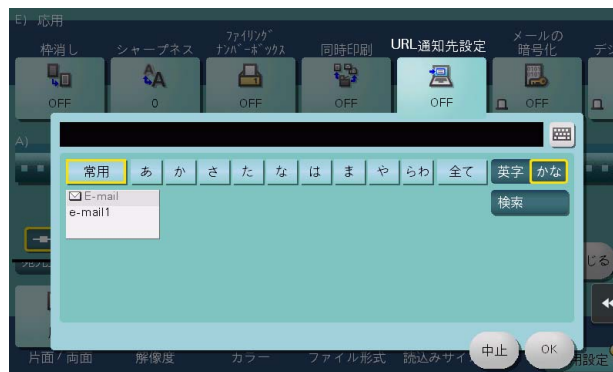 E) 応用
枠消し
シャープネス
ファイリング
ナンバーボックス
同時印刷
URL通知先設定
メールの
暗号化
OFF
0
OFF
OFF
OFF
OFF
A)
常用
あ
か
さ
た
な
は
ま
や
らわ
全て
英字
かな
E-mail
e-mail1
検索
じる
中止
OK
片面 / 両面
解像度
カラー
ファイル形式
読込みサイ
用設定